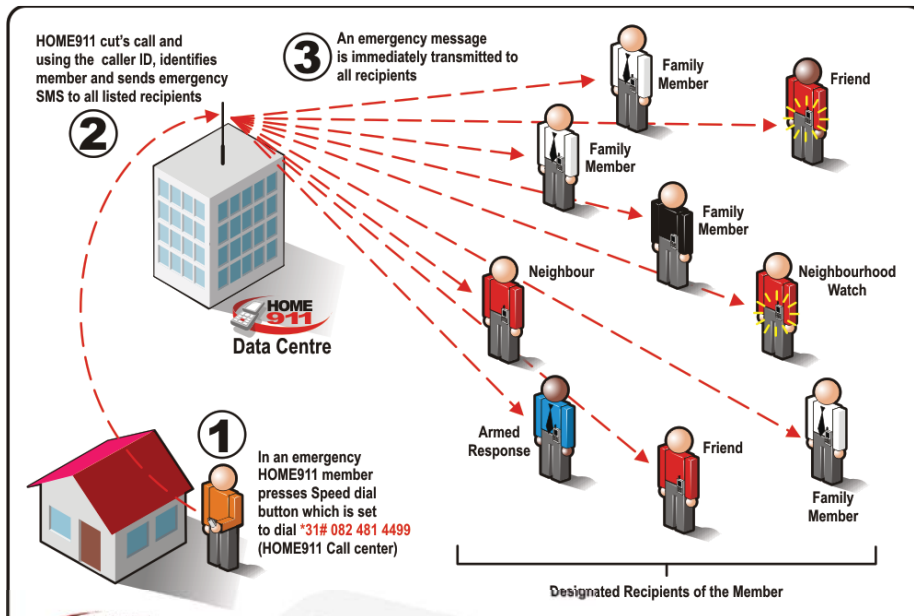 HOME911 cut's call and
using the caller ID, identifies
member and sends emergency
SMS to all listed recipients
2
3
An emergency message
is immediately transmitted to
all recipients
Family
Member
Friend
Family
Member
Family
Member
Neighbour
Neighbourhood
Watch
HOME
911
Data Centre
1
In an emergency
HOME911 member
presses Speed dial
button which is set
to dial *31# 082 481 4499
(HOME911 Call center)
Armed
Response
Friend
Family
Member
Designated Recipients of the Member